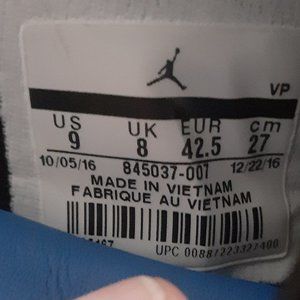 VP
US UK EUR cm
9 8 42.5 27
10/05/16 845037-007 12/22/16
MADE IN VIETNAM
FABRIQUE AU VIETNAM
UPC